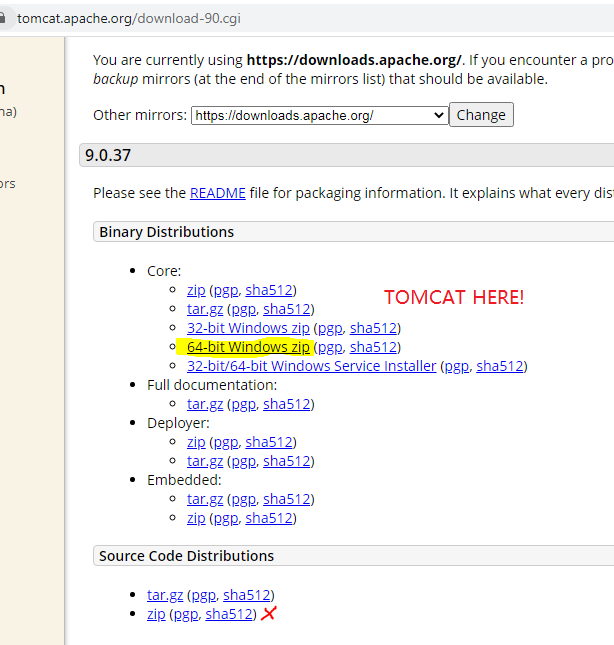 tomcat.apache.org/download-90.cgi
You are currently using https://downloads.apache.org/. If you encounter a pro
backup mirrors (at the end of the mirrors list) that should be available.
Other mirrors: https://downloads.apache.org/ Change
9.0.37
Please see the README file for packaging information. It explains what every dis
Binary Distributions
Core:
zip (pgp, sha512)
tar.gz (pgp, sha512)
TOMCAT HERE!
32-bit Windows zip (pgp, sha512)
64-bit Windows zip (pgp, sha512)
32-bit/64-bit Windows Service Installer (pgp, sha512)
Full documentation:
tar.gz (pgp, sha512)
Deployer:
zip (pgp, sha512)
tar.gz (pgp, sha512)
Embedded:
tar.gz (pgp, sha512)
zip (pgp, sha512)
Source Code Distributions
tar.gz (pgp, sha512)
zip (pgp, sha512)